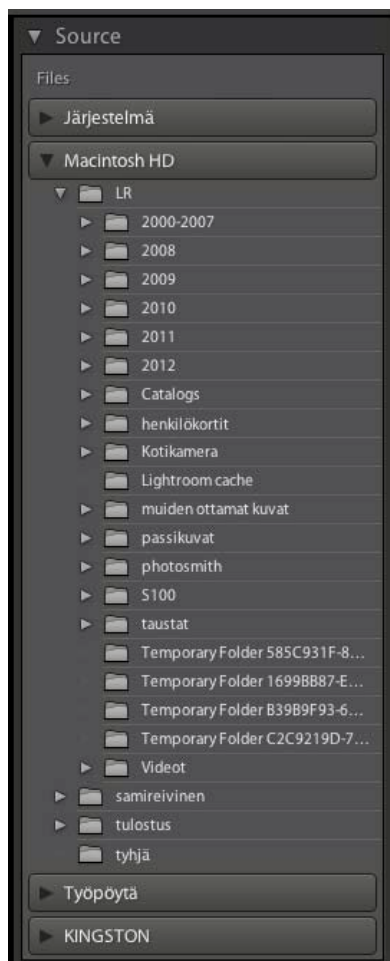 Source
Files
Järjestelmä
Macintosh HD
LR
2000-2007
2008
2009
2010
2011
2012
Catalogs
henkilökortit
Kotikamera
Lightroom cache
muiden ottamat kuvat
passikuvat
photosmith
S100
taustat
Temporary Folder 585C931F-8...
Temporary Folder 1699BB87-E...
Temporary Folder B39B9F93-6...
Temporary Folder C2C9219D-7...
Videot
samireivinen
tulostus
tyhjä
Työpöytä
KINGSTON